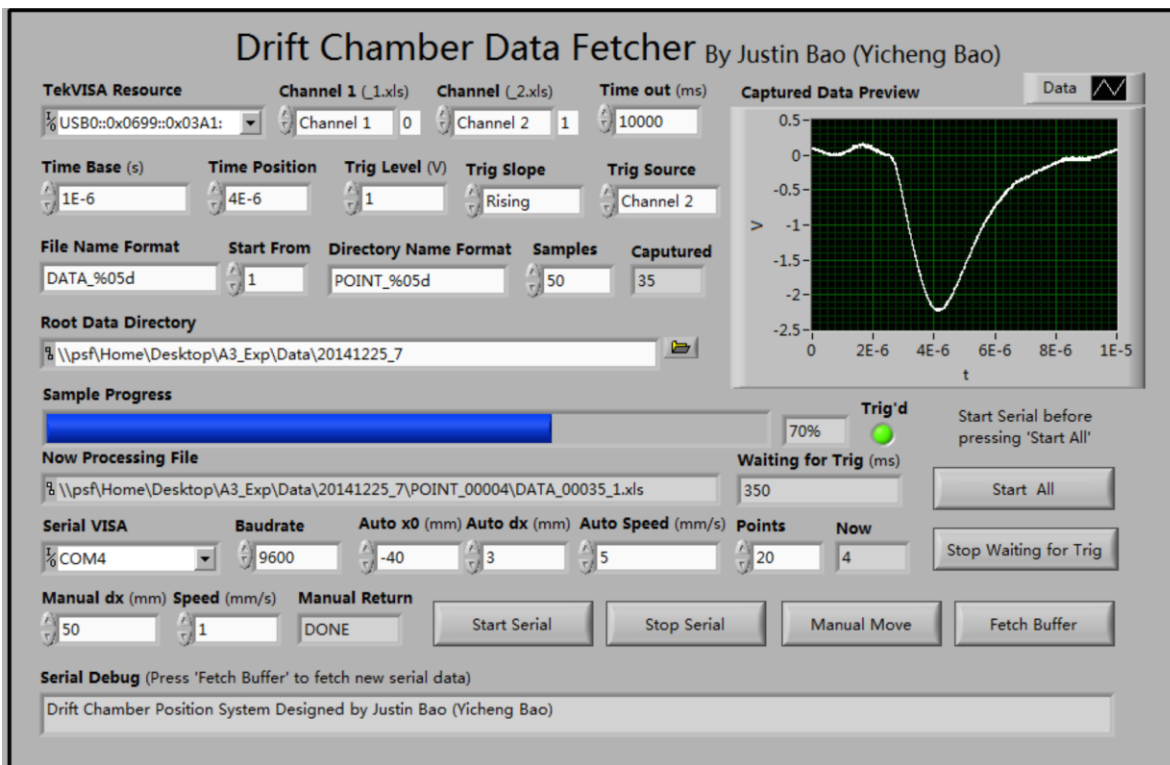 Drift Chamber Data Fetcher By Justin Bao (Yicheng Bao)
TekVISA Resource Channel 1 (_1.xls) Channel (_2.xls) Time out (ms)
USB0::0x0699::0x03A1: Channel 1 0 Channel 2 1 10000
Time Base (s) Time Position Trig Level (V) Trig Slope Trig Source
1E-6 4E-6 1 Rising Channel 2
File Name Format Start From Directory Name Format Samples Caputured
DATA_%05d 1 POINT_%05d 50 35
Root Data Directory
\\psf\Home\Desktop\A3_Exp\Data\20141225_7
Captured Data Preview Data
0.5
0
-0.5
-1
-1.5
-2
-2.5
V
0 2E-6 4E-6 6E-6 8E-6 1E-5
t
Sample Progress
70% Trig'd
Start Serial before
pressing 'Start All'
Now Processing File Waiting for Trig (ms)
\\psf\Home\Desktop\A3_Exp\Data\20141225_7\POINT_00004\DATA_00035_1.xls 350 Start All
Serial VISA Baudrate Auto x0 (mm) Auto dx (mm) Auto Speed (mm/s) Points Now
COM4 9600 -40 3 5 20 4 Stop Waiting for Trig
Manual dx (mm) Speed (mm/s) Manual Return
50 1 DONE Start Serial Stop Serial Manual Move Fetch Buffer
Serial Debug (Press 'Fetch Buffer' to fetch new serial data)
Drift Chamber Position System Designed by Justin Bao (Yicheng Bao)